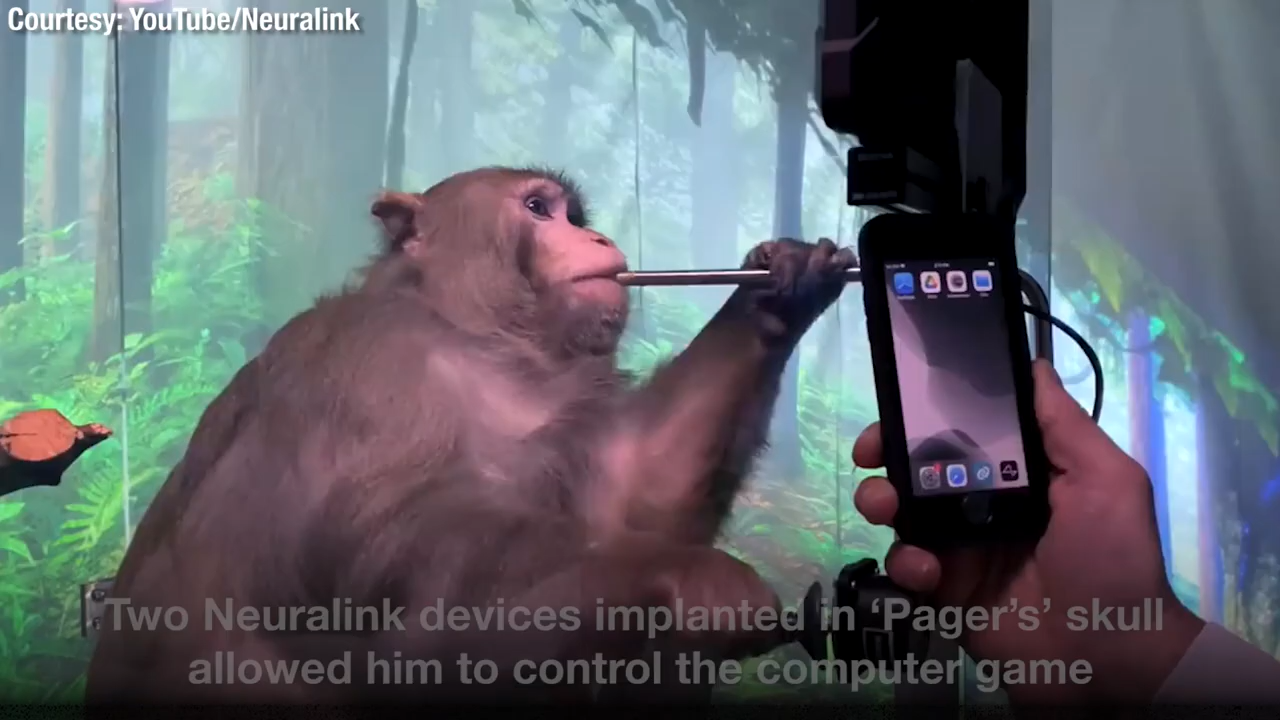 Courtesy: YouTube/Neuralink
Two Neuralink devices implanted in ‘Pager’s’ skull
allowed him to control the computer game